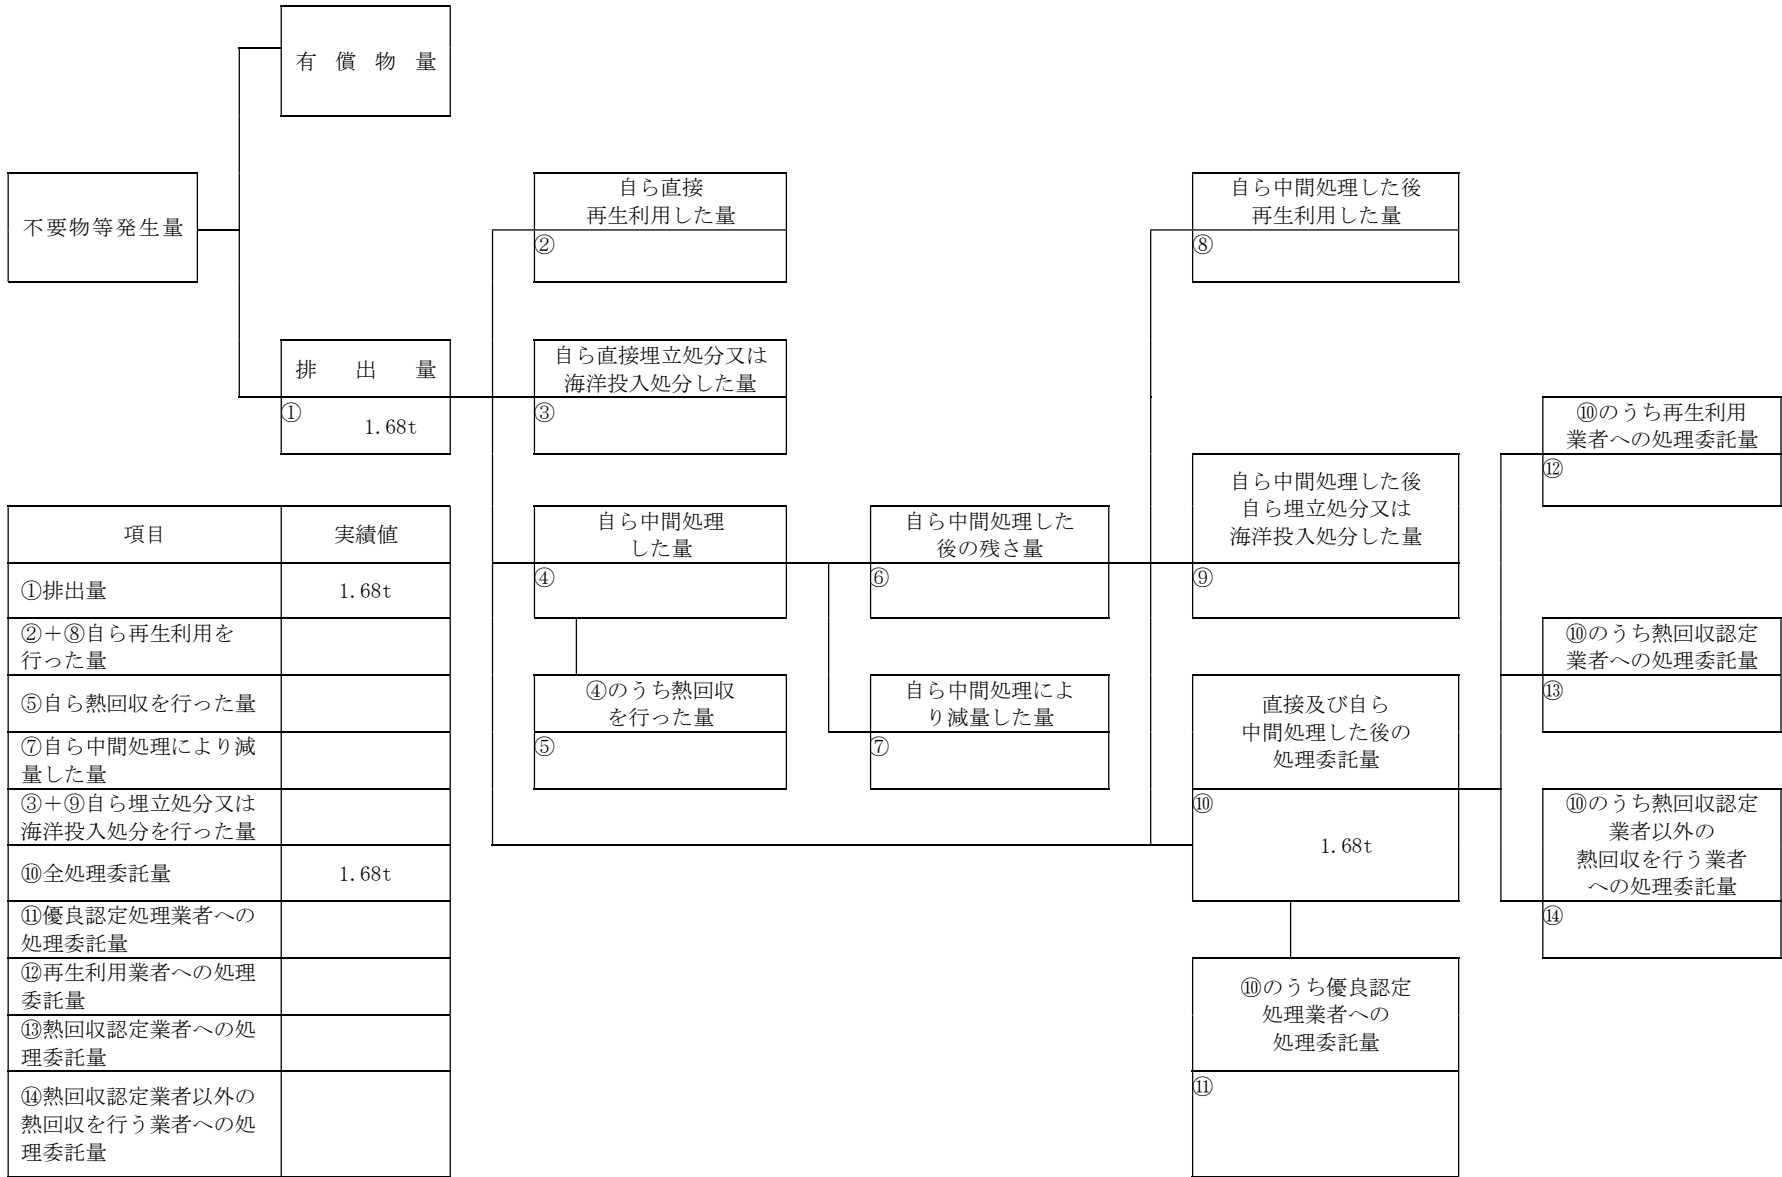 有　償　物　量
不要物等発生量
自ら直接
再生利用した量
②
自ら中間処理した後
再生利用した量
⑧
排　出　量
①
1.68t
自ら直接埋立処分又は
海洋投入処分した量
③
⑩のうち再生利用
業者への処理委託量
⑫
自ら中間処理した後
自ら埋立処分又は
海洋投入処分した量
⑨
自ら中間処理
した量
④
自ら中間処理した
後の残さ量
⑥
⑩のうち熱回収認定
業者への処理委託量
⑬
④のうち熱回収
を行った量
⑤
自ら中間処理によ
り減量した量
⑦
直接及び自ら
中間処理した後の
処理委託量
⑩
1.68t
⑩のうち熱回収認定
業者以外の
熱回収を行う業者
への処理委託量
⑭
⑩のうち優良認定
処理業者への
処理委託量
⑪
項目　実績値
①排出量　1.68t
②＋⑧自ら再生利用を
行った量
⑤自ら熱回収を行った量
⑦自ら中間処理により減
量した量
③＋⑨自ら埋立処分又は
海洋投入処分を行った量
⑩全処理委託量　1.68t
⑪優良認定処理業者への
処理委託量
⑫再生利用業者への処理
委託量
⑬熱回収認定業者への処
理委託量
⑭熱回収認定業者以外の
熱回収を行う業者への処
理委託量